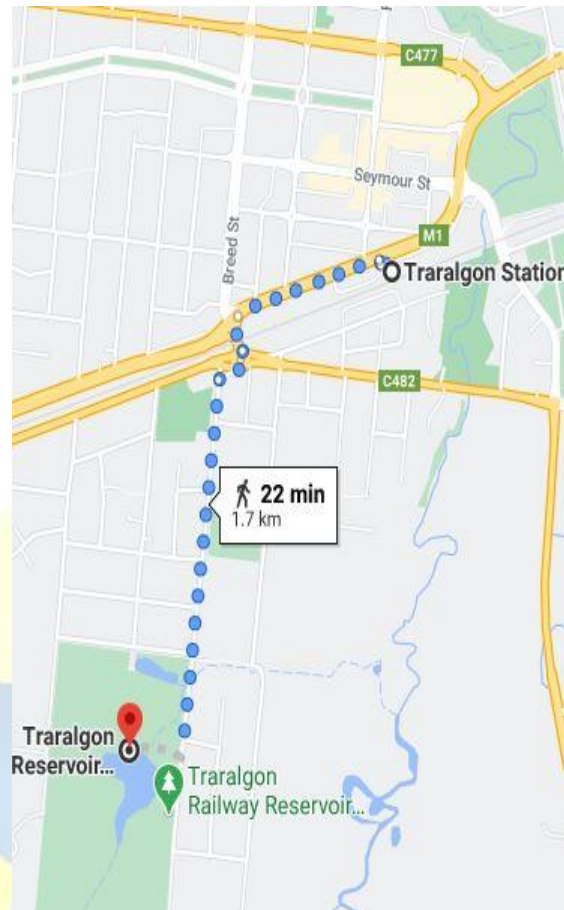 C477
Seymour St
Breed St
M1
Traralgon Station
C482
22 min
1.7 km
Traralgon
Reservoir...
Traralgon
Railway Reservoir...